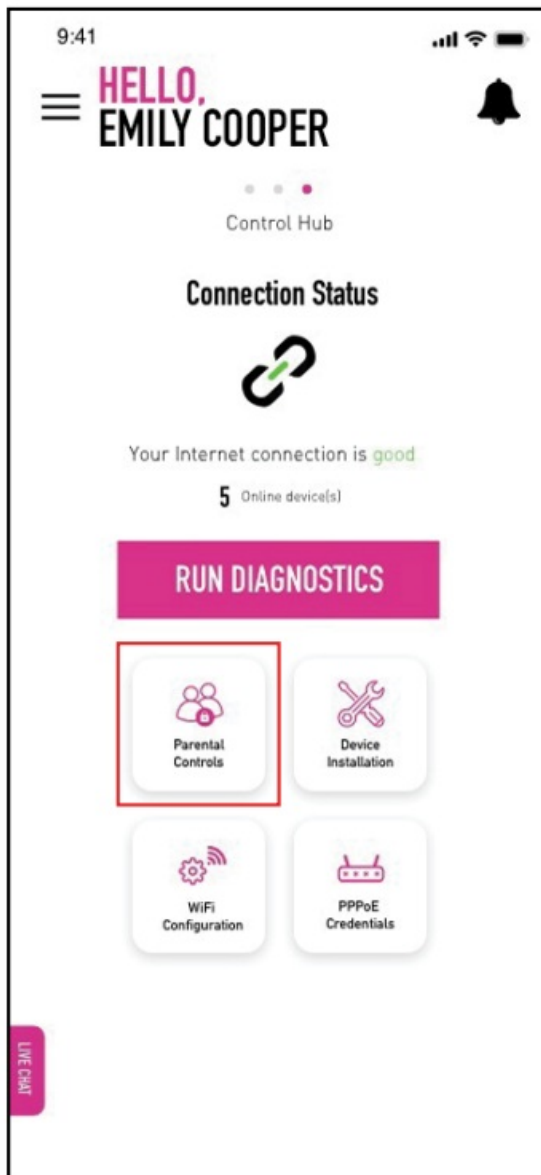 9:41
HELLO,
EMILY COOPER
Control Hub
Connection Status
Your Internet connection is good
5 Online device(s)
RUN DIAGNOSTICS
Parental
Controls
Device
Installation
WiFi
Configuration
PPPoE
Credentials
LIVE CHAT